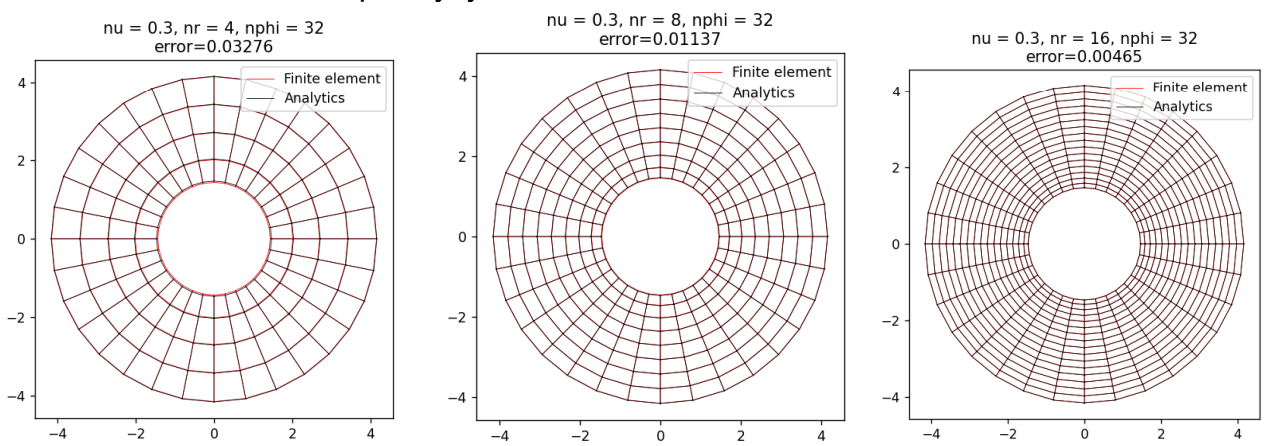 nu = 0.3, nr = 4, nphi = 32
error=0.03276
Finite element
Analytics
4
2
0
−2
−4
−4 −2 0 2 4
nu = 0.3, nr = 8, nphi = 32
error=0.01137
Finite element
Analytics
4
2
0
−2
−4
−4 −2 0 2 4
nu = 0.3, nr = 16, nphi = 32
error=0.00465
Finite element
Analytics
4
2
0
−2
−4
−4 −2 0 2 4